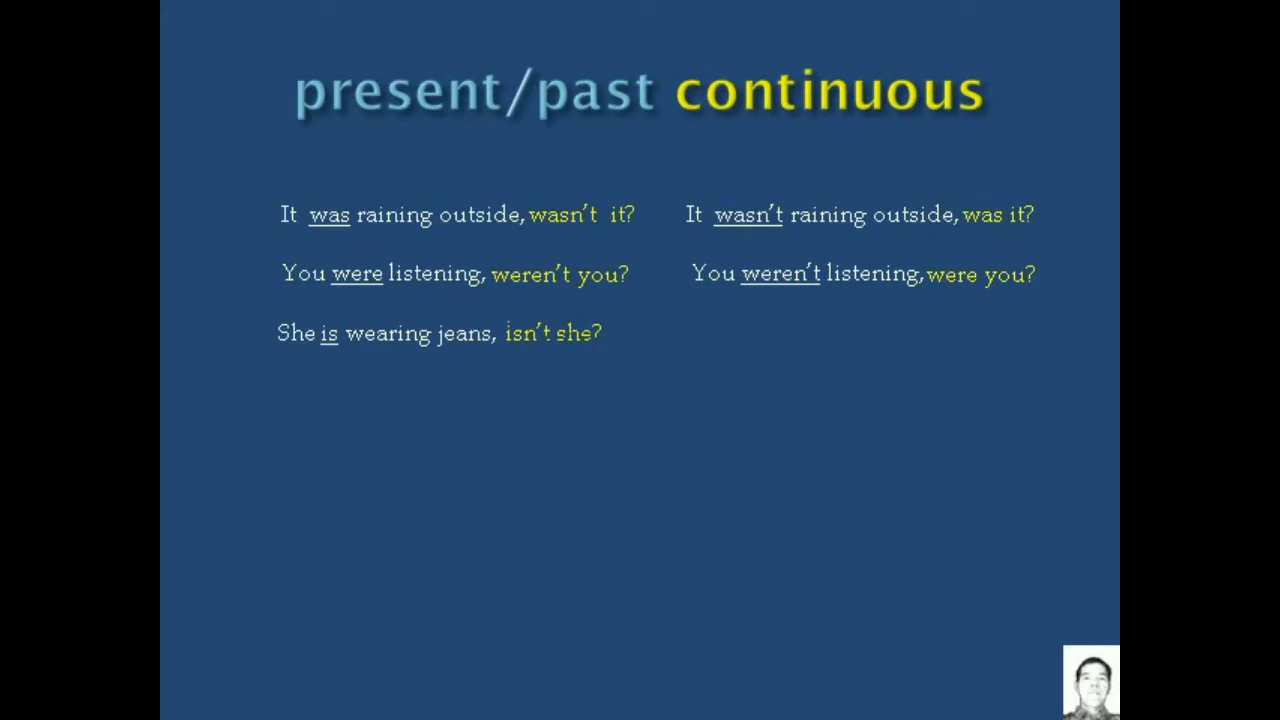 present/past continuous
It was raining outside, wasn't it?
It wasn't raining outside, was it?
You were listening, weren't you?
You weren't listening, were you?
She is wearing jeans, isn't she?